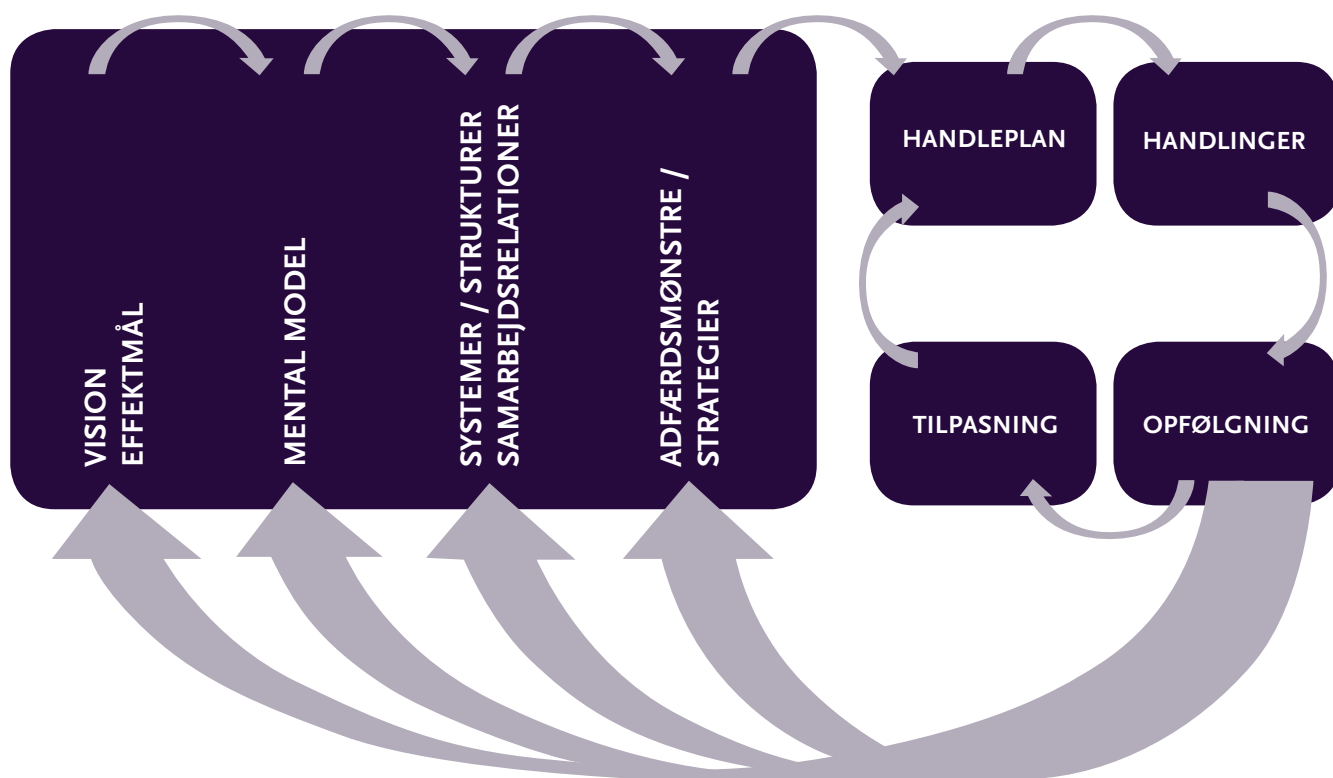 VISION
EFFEKTMÅL
MENTAL MODEL
SYSTEMER / STRUKTURER
SAMARBEJDSRELATIONER
ADFÆRDSMØNSTRE /
STRATEGIER
HANDLEPLAN
HANDLINGER
TILPASNING
OPFØLGNING